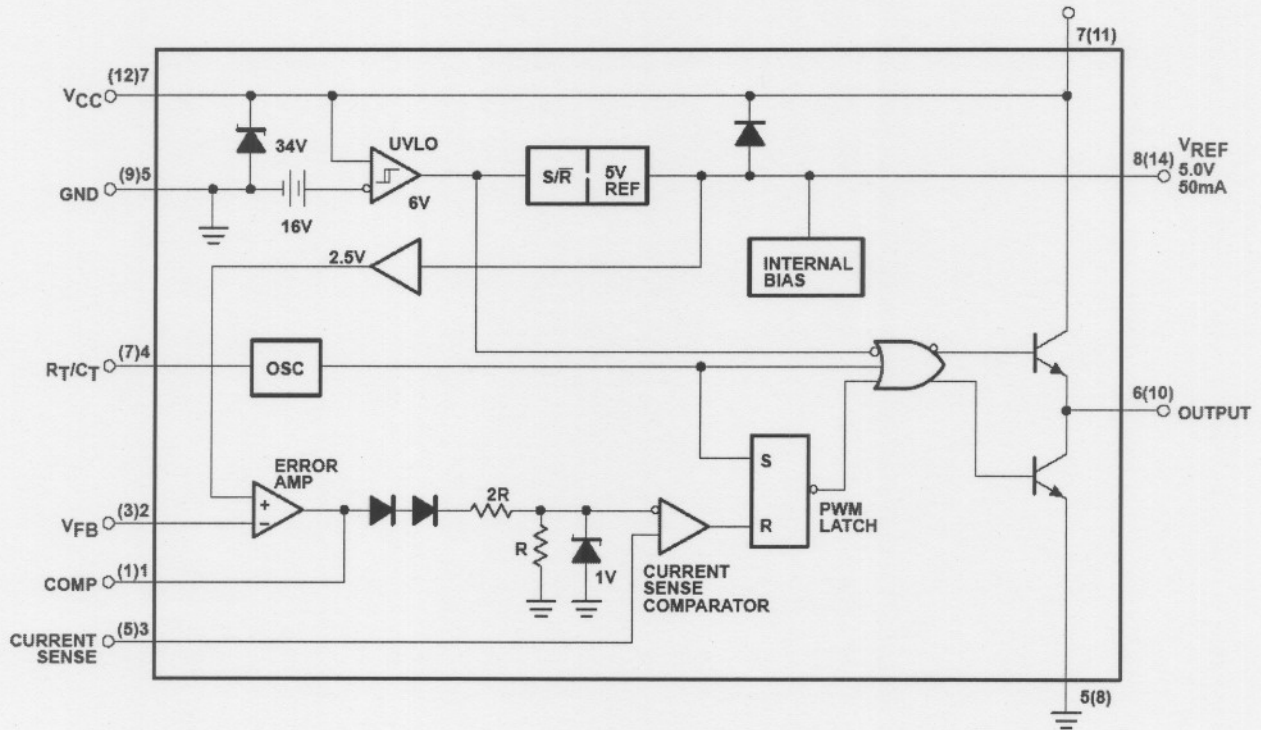 7(11)
(12)7
VCC
34V
UVLO
(9)5
GND
16V
6V
S/R̅
5V
REF
8(14)
VREF
5.0V
50mA
2.5V
INTERNAL
BIAS
(7)4
RT/CT
OSC
6(10)
OUTPUT
ERROR
AMP
+
−
(3)2
VFB
2R
R
1V
S
R
PWM
LATCH
CURRENT
SENSE
COMPARATOR
(1)1
COMP
(5)3
CURRENT
SENSE
5(8)